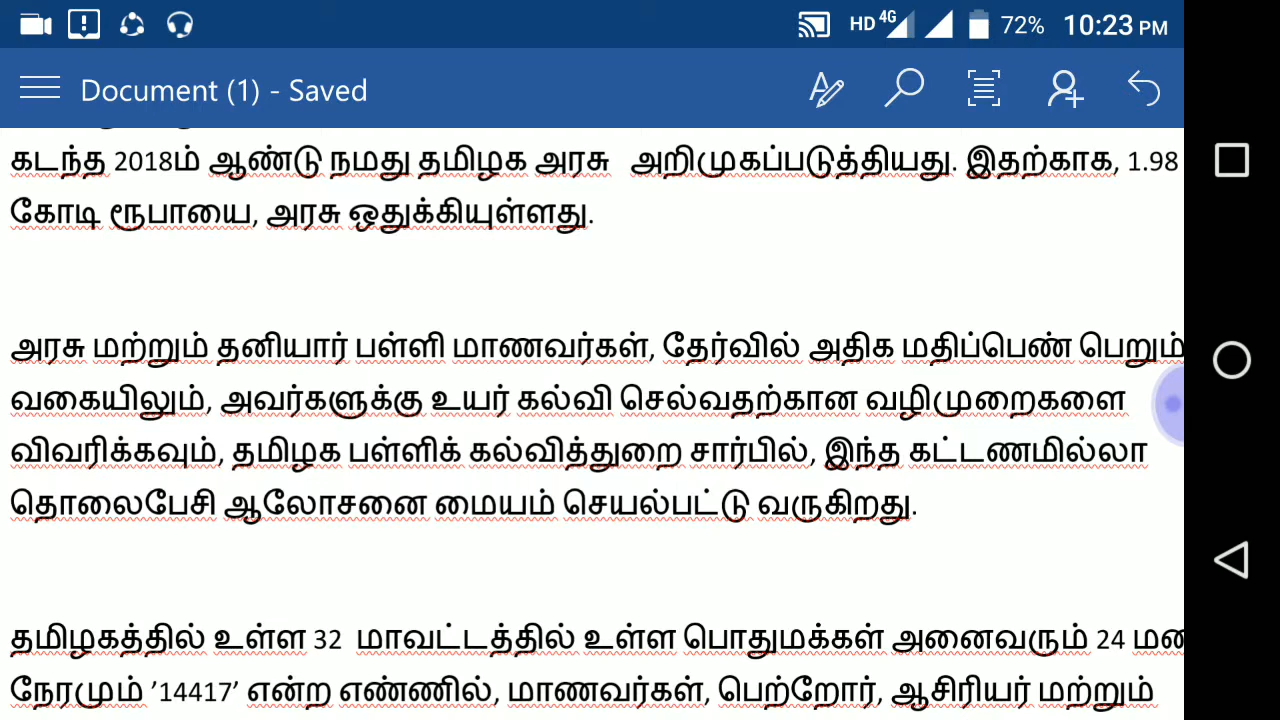 HD 4G 72% 10:23 PM
Document (1) - Saved
கடந்த 2018ம் ஆண்டு நமது தமிழக அரசு அறிமுகப்படுத்தியது. இதற்காக, 1.98
கோடி ரூபாயை, அரசு ஒதுக்கியுள்ளது.
அரசு மற்றும் தனியார் பள்ளி மாணவர்கள், தேர்வில் அதிக மதிப்பெண் பெறும்
வகையிலும், அவர்களுக்கு உயர் கல்வி செல்வதற்கான வழிமுறைகளை
விவரிக்கவும், தமிழக பள்ளிக் கல்வித்துறை சார்பில், இந்த கட்டணமில்லா
தொலைபேசி ஆலோசனை மையம் செயல்பட்டு வருகிறது.
தமிழகத்தில் உள்ள 32 மாவட்டத்தில் உள்ள பொதுமக்கள் அனைவரும் 24
நேரமும் ’14417’ என்ற எண்ணில், மாணவர்கள், பெற்றோர், ஆசிரியர் மற்றும்